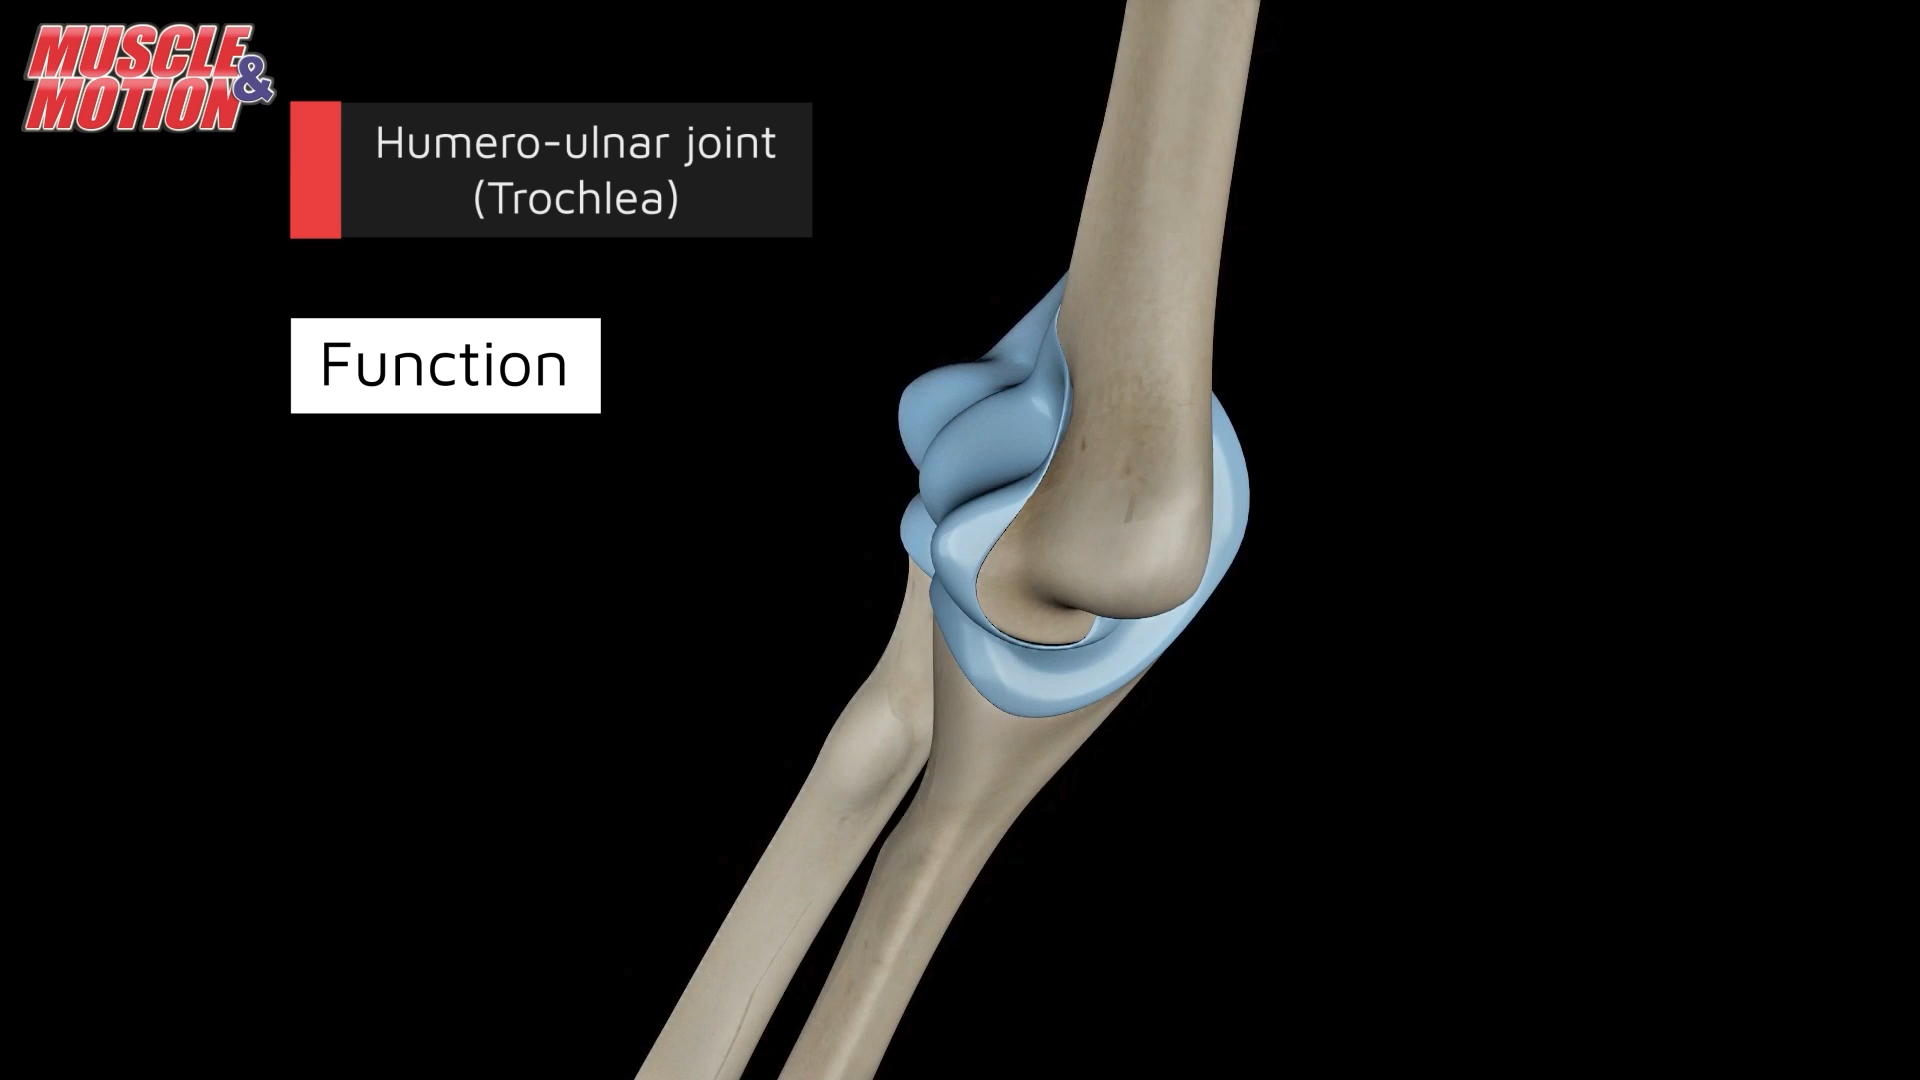 MUSCLE &
MOTION
Humero-ulnar joint
(Trochlea)
Function